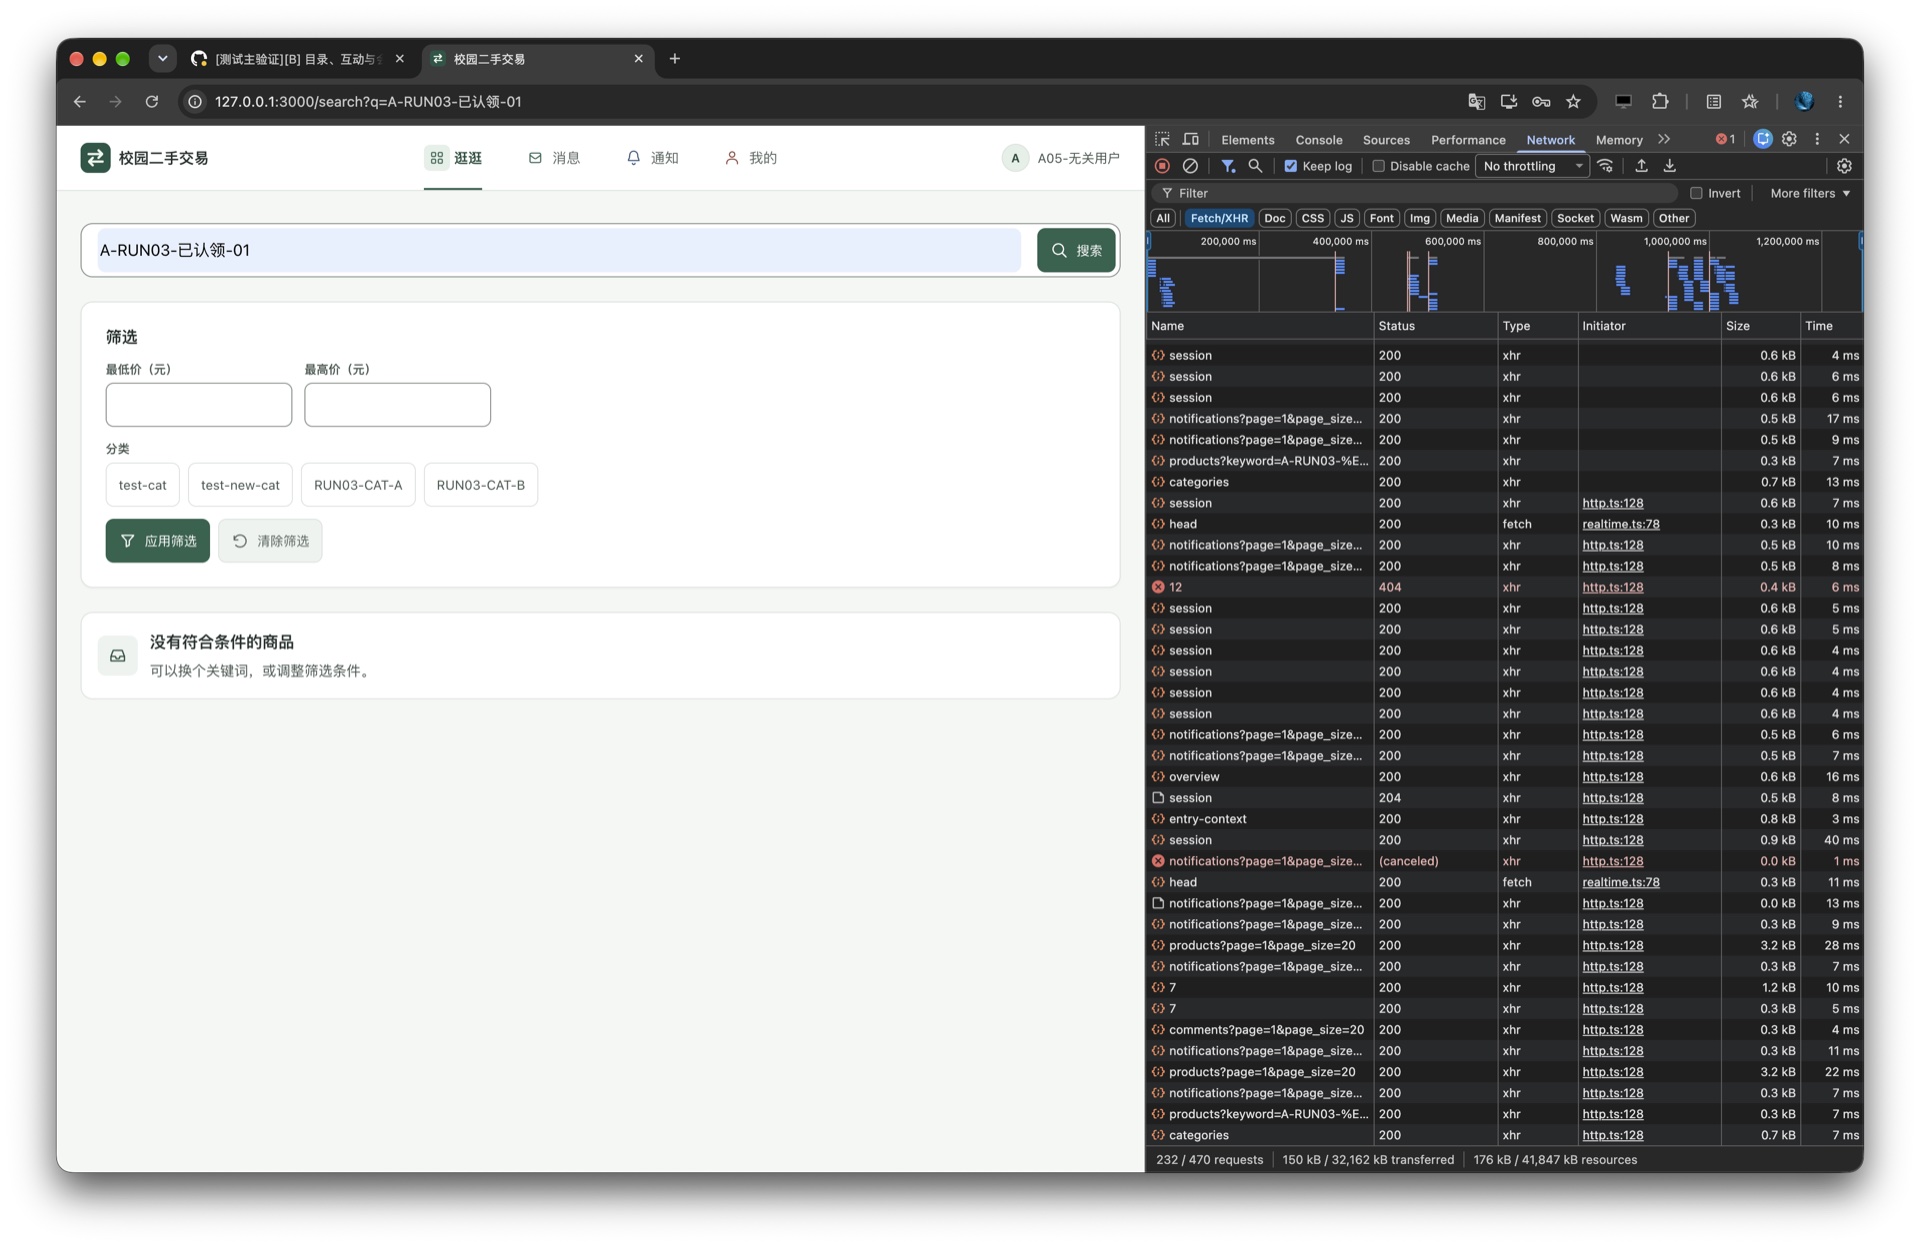 [测试主验证][B] 目录、互动与
校园二手交易
127.0.0.1:3000/search?q=A-RUN03-已认领-01
校园二手交易
逛逛
消息
通知
我的
A
A05-无关用户
A-RUN03-已认领-01
搜索
筛选
最低价（元）
最高价（元）
分类
test-cat
test-new-cat
RUN03-CAT-A
RUN03-CAT-B
应用筛选
清除筛选
没有符合条件的商品
可以换个关键词，或调整筛选条件。
Elements
Console
Sources
Performance
Network
Memory
1
Keep log
Disable cache
No throttling
Filter
Invert
More filters
All
Fetch/XHR
Doc
CSS
JS
Font
Img
Media
Manifest
Socket
Wasm
Other
200,000 ms
400,000 ms
600,000 ms
800,000 ms
1,000,000 ms
1,200,000 ms
Name Status Type Initiator Size Time
session 200 xhr 0.6 kB 4 ms
session 200 xhr 0.6 kB 6 ms
session 200 xhr 0.6 kB 6 ms
notifications?page=1&page_size... 200 xhr 0.5 kB 17 ms
notifications?page=1&page_size... 200 xhr 0.5 kB 9 ms
products?keyword=A-RUN03-%E... 200 xhr 0.3 kB 7 ms
categories 200 xhr 0.7 kB 13 ms
session 200 xhr http.ts:128 0.6 kB 7 ms
head 200 fetch realtime.ts:78 0.3 kB 10 ms
notifications?page=1&page_size... 200 xhr http.ts:128 0.5 kB 10 ms
notifications?page=1&page_size... 200 xhr http.ts:128 0.5 kB 8 ms
12 404 xhr http.ts:128 0.4 kB 6 ms
session 200 xhr http.ts:128 0.6 kB 5 ms
session 200 xhr http.ts:128 0.6 kB 5 ms
session 200 xhr http.ts:128 0.6 kB 4 ms
session 200 xhr http.ts:128 0.6 kB 4 ms
session 200 xhr http.ts:128 0.6 kB 4 ms
session 200 xhr http.ts:128 0.6 kB 4 ms
notifications?page=1&page_size... 200 xhr http.ts:128 0.5 kB 6 ms
notifications?page=1&page_size... 200 xhr http.ts:128 0.5 kB 7 ms
overview 200 xhr http.ts:128 0.6 kB 16 ms
session 204 xhr http.ts:128 0.5 kB 8 ms
entry-context 200 xhr http.ts:128 0.8 kB 3 ms
session 200 xhr http.ts:128 0.9 kB 40 ms
notifications?page=1&page_size... (canceled) xhr http.ts:128 0.0 kB 1 ms
head 200 fetch realtime.ts:78 0.3 kB 11 ms
notifications?page=1&page_size... 200 xhr http.ts:128 0.0 kB 13 ms
notifications?page=1&page_size... 200 xhr http.ts:128 0.3 kB 9 ms
products?page=1&page_size=20 200 xhr http.ts:128 3.2 kB 28 ms
notifications?page=1&page_size... 200 xhr http.ts:128 0.3 kB 7 ms
7 200 xhr http.ts:128 1.2 kB 10 ms
7 200 xhr http.ts:128 0.3 kB 5 ms
comments?page=1&page_size=20 200 xhr http.ts:128 0.3 kB 4 ms
notifications?page=1&page_size... 200 xhr http.ts:128 0.3 kB 11 ms
products?page=1&page_size=20 200 xhr http.ts:128 3.2 kB 22 ms
notifications?page=1&page_size... 200 xhr http.ts:128 0.3 kB 7 ms
products?keyword=A-RUN03-%E... 200 xhr http.ts:128 0.3 kB 7 ms
categories 200 xhr http.ts:128 0.7 kB 7 ms
232 / 470 requests
150 kB / 32,162 kB transferred
176 kB / 41,847 kB resources